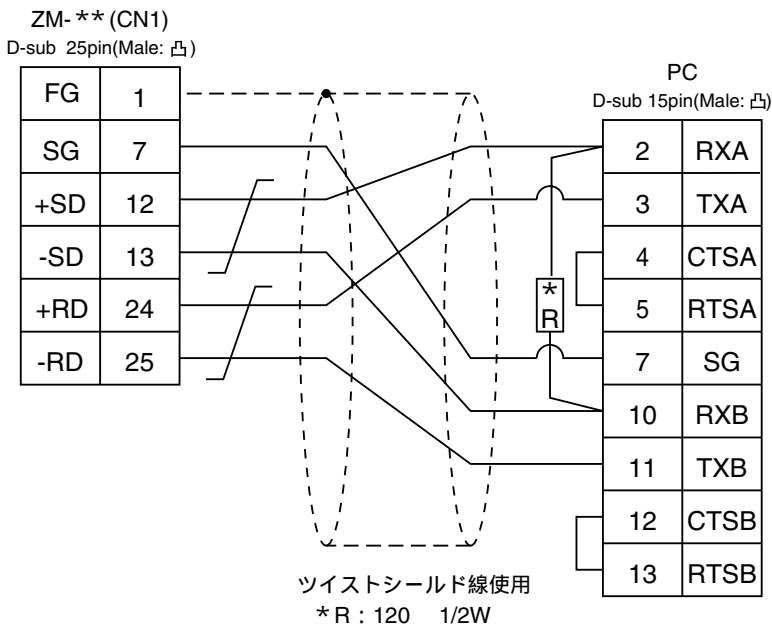 ZM-**(CN1)
D-sub 25pin(Male: 凸)
FG 1
SG 7
+SD 12
-SD 13
+RD 24
-RD 25
PC
D-sub 15pin(Male: 凸)
2 RXA
3 TXA
4 CTSA
5 RTSA
7 SG
10 RXB
11 TXB
12 CTSB
13 RTSB
*
R
ツイストシールド線使用
*R:120 1/2W